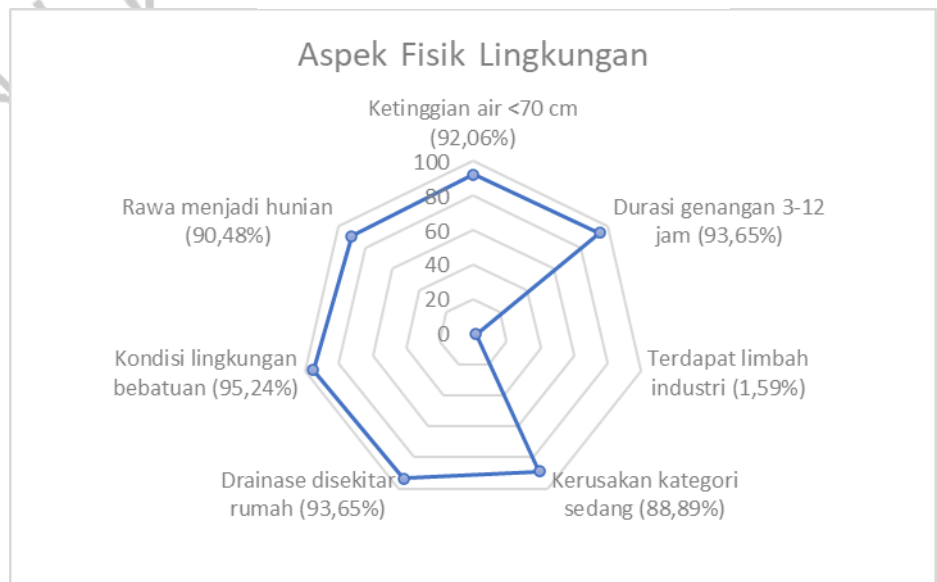 Aspek Fisik Lingkungan
Ketinggian air <70 cm
(92,06%)
Durasi genangan 3-12
jam (93,65%)
Terdapat limbah
industri (1,59%)
Kerusakan kategori
sedang (88,89%)
Drainase disekitar
rumah (93,65%)
Kondisi lingkungan
bebatuan (95,24%)
Rawa menjadi hunian
(90,48%)
100
80
60
40
20
0